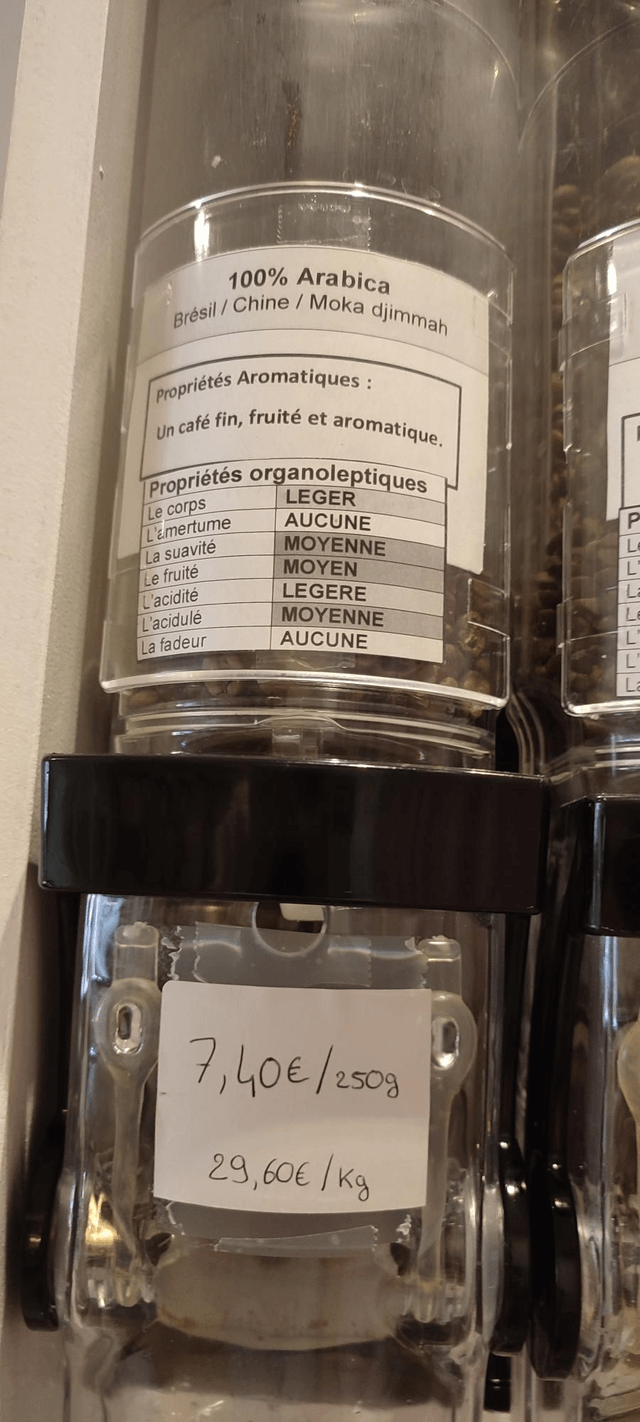 100% Arabica
Brésil / Chine / Moka djimmah
Propriétés Aromatiques :
Un café fin, fruité et aromatique.
Propriétés organoleptiques
Le corps LEGER
L'amertume AUCUNE
La suavité MOYENNE
Le fruité MOYEN
L'acidité LEGERE
L'acidulé MOYENNE
La fadeur AUCUNE
7,40€/250g
29,60€/Kg